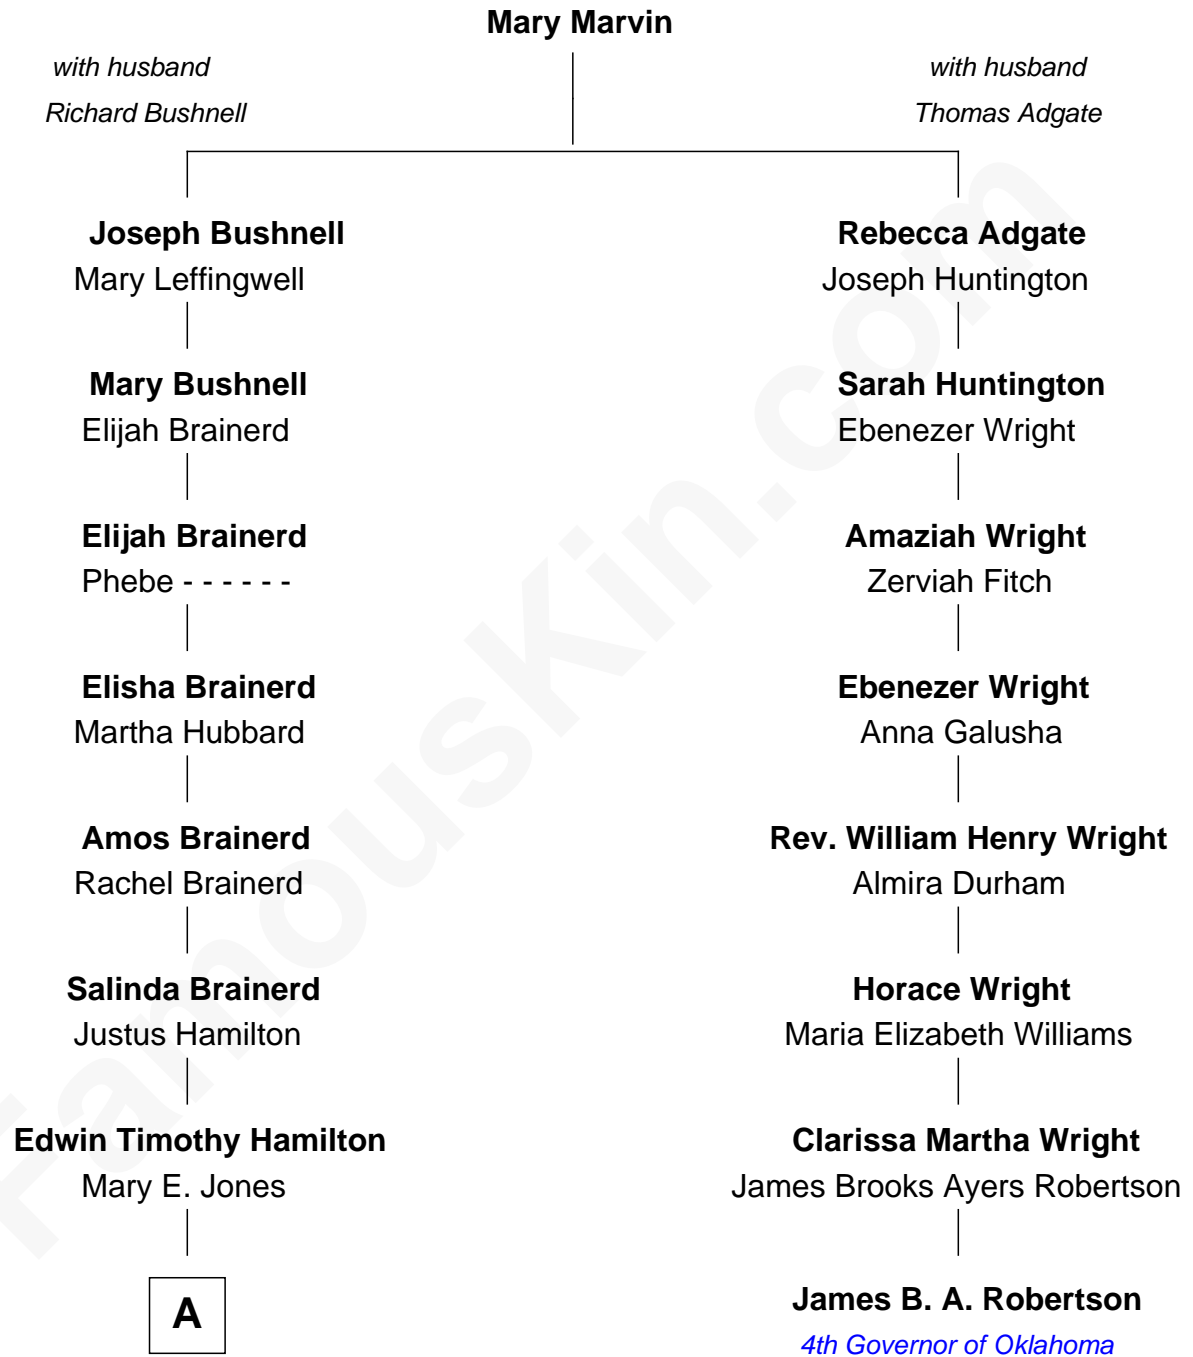 Mary Marvin
with husband
Richard Bushnell
with husband
Thomas Adgate
Joseph Bushnell
Mary Leffingwell
Rebecca Adgate
Joseph Huntington
Mary Bushnell
Elijah Brainerd
Sarah Huntington
Ebenezer Wright
Elijah Brainerd
Phebe - - - - - -
Amaziah Wright
Zerviah Fitch
Elisha Brainerd
Martha Hubbard
Ebenezer Wright
Anna Galusha
Amos Brainerd
Rachel Brainerd
Rev. William Henry Wright
Almira Durham
Salinda Brainerd
Justus Hamilton
Horace Wright
Maria Elizabeth Williams
Edwin Timothy Hamilton
Mary E. Jones
Clarissa Martha Wright
James Brooks Ayers Robertson
A
James B. A. Robertson
4th Governor of Oklahoma
FamousKin.com